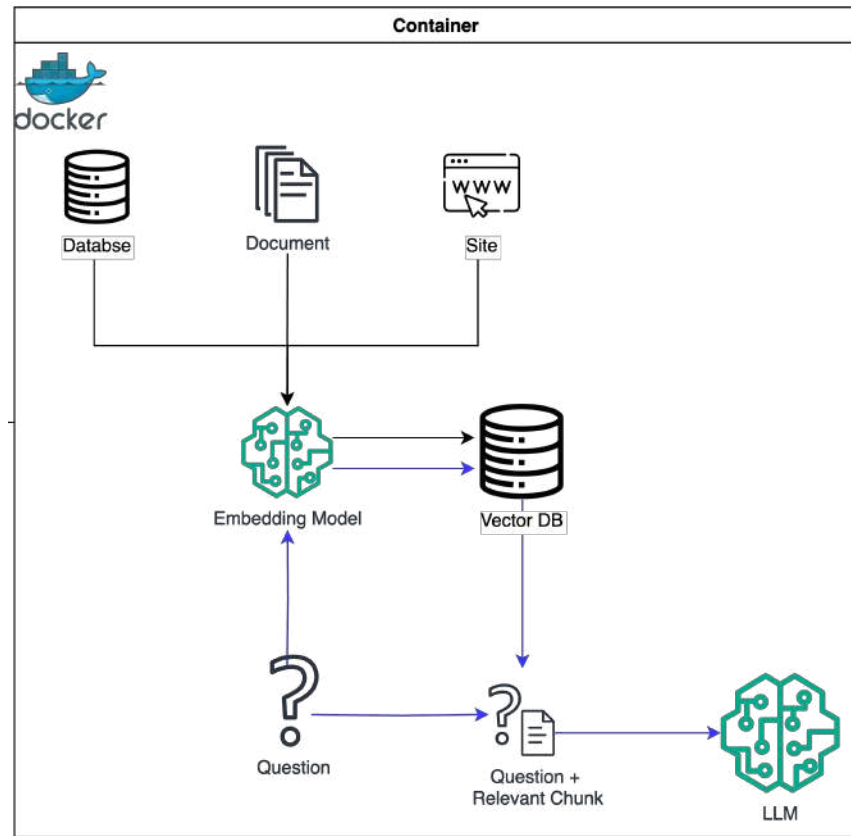 Container
docker
www
Databse
Document
Site
Embedding Model
Vector DB
Question
Question +
Relevant Chunk
LLM